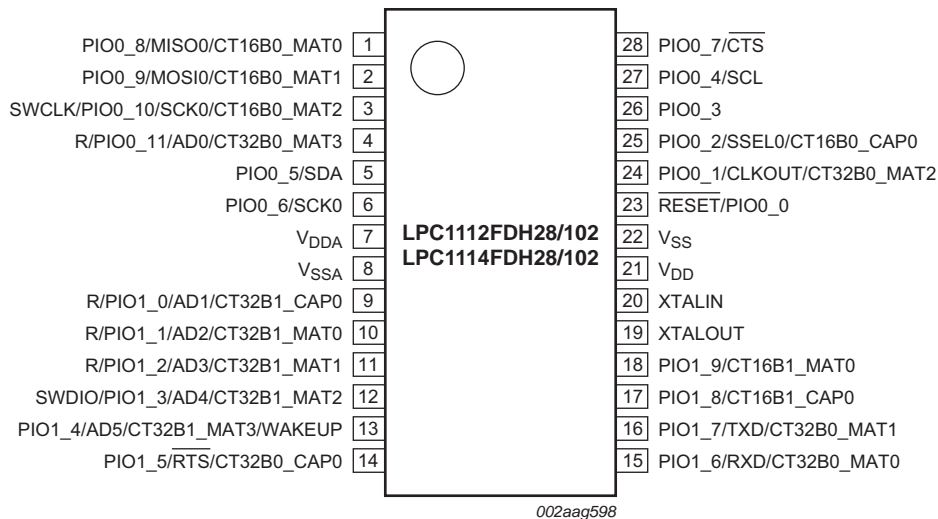 PIO0_8/MISO0/CT16B0_MAT0 1
PIO0_9/MOSI0/CT16B0_MAT1 2
SWCLK/PIO0_10/SCK0/CT16B0_MAT2 3
R/PIO0_11/AD0/CT32B0_MAT3 4
PIO0_5/SDA 5
PIO0_6/SCK0 6
VDDA 7
VSSA 8
R/PIO1_0/AD1/CT32B1_CAP0 9
R/PIO1_1/AD2/CT32B1_MAT0 10
R/PIO1_2/AD3/CT32B1_MAT1 11
SWDIO/PIO1_3/AD4/CT32B1_MAT2 12
PIO1_4/AD5/CT32B1_MAT3/WAKEUP 13
PIO1_5/RTS/CT32B0_CAP0 14
LPC1112FDH28/102
LPC1114FDH28/102
28 PIO0_7/CTS
27 PIO0_4/SCL
26 PIO0_3
25 PIO0_2/SSEL0/CT16B0_CAP0
24 PIO0_1/CLKOUT/CT32B0_MAT2
23 RESET/PIO0_0
22 VSS
21 VDD
20 XTALIN
19 XTALOUT
18 PIO1_9/CT16B1_MAT0
17 PIO1_8/CT16B1_CAP0
16 PIO1_7/TXD/CT32B0_MAT1
15 PIO1_6/RXD/CT32B0_MAT0
002aag598